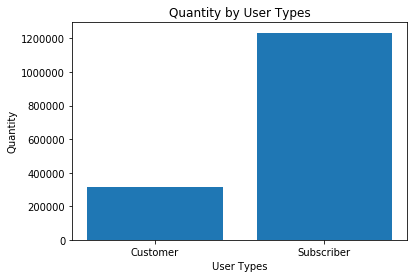 Quantity by User Types
1200000
1000000
800000
600000
400000
200000
0
Quantity
Customer
Subscriber
User Types